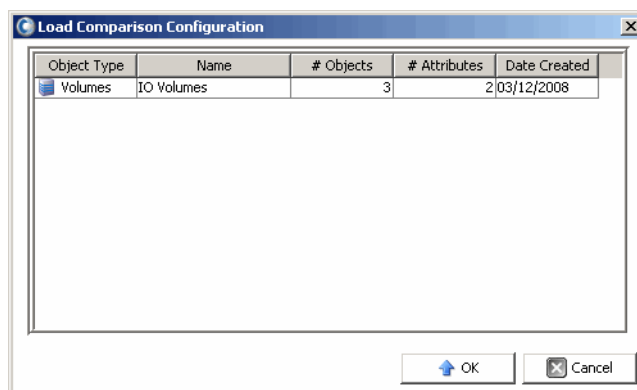 Load Comparison Configuration
Object Type Name # Objects # Attributes Date Created
Volumes IO Volumes 3 2 03/12/2008
OK Cancel